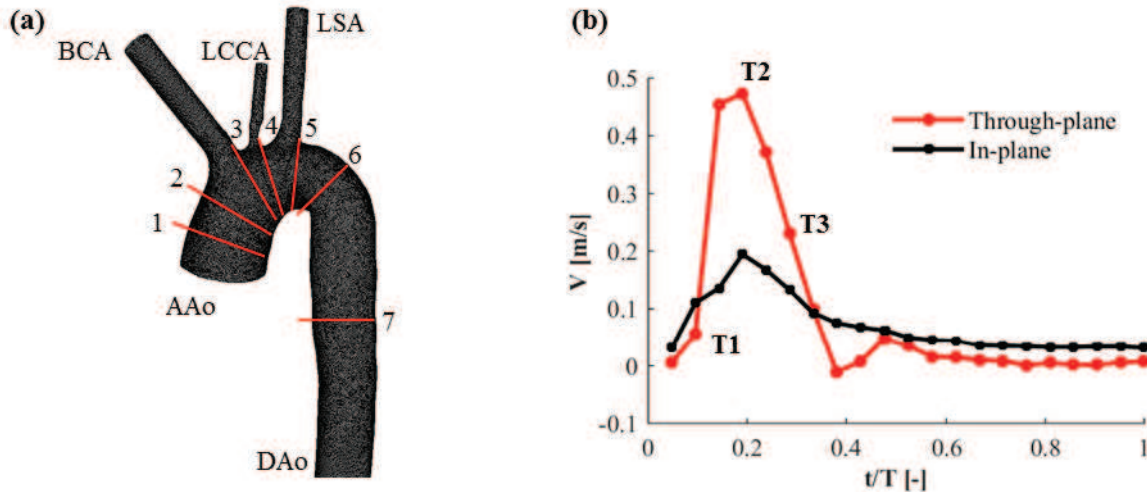 (a)
LSA
BCA
LCCA
3
4
5
6
2
1
AAo
7
DAo
(b)
0.5
T2
0.4
Through-plane
In-plane
0.3
T3
0.2
V [m/s]
0.1
T1
0
-0.1
0
0.2
0.4
0.6
0.8
1
t/T [-]